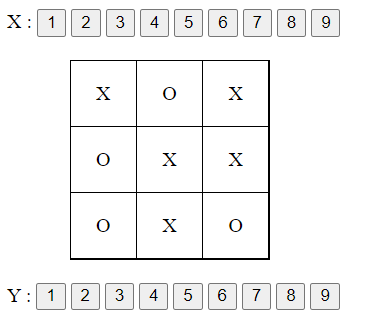 X : 1 2 3 4 5 6 7 8 9
X O X
O X X
O X O
Y : 1 2 3 4 5 6 7 8 9